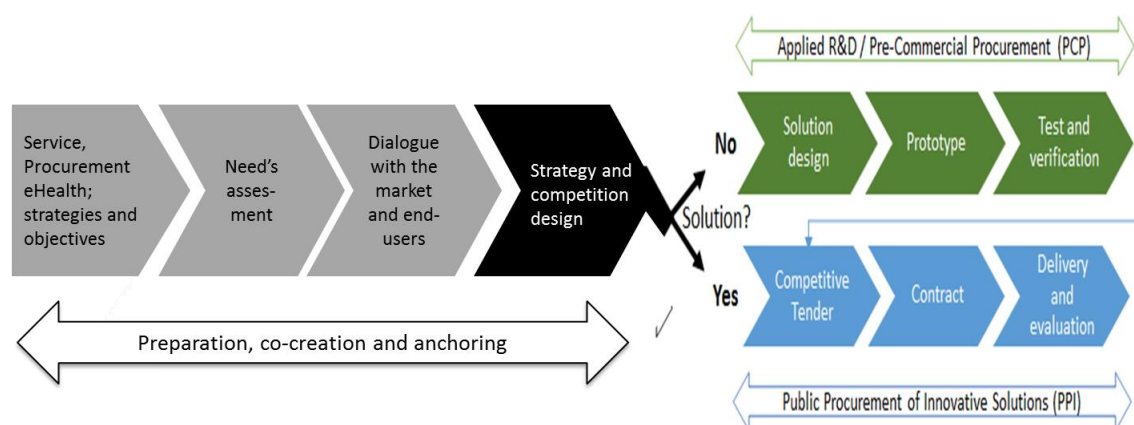 Applied R&D / Pre-Commercial Procurement (PCP)
Service,
Procurement
eHealth;
strategies and
objectives
Need's
asses-
ment
Dialogue
with the
market
and end-
users
Strategy and
competition
design
Solution?
No
Solution
design
Prototype
Test and
verification
Yes
Competitive
Tender
Contract
Delivery
and
evaluation
Preparation, co-creation and anchoring
Public Procurement of Innovative Solutions (PPI)